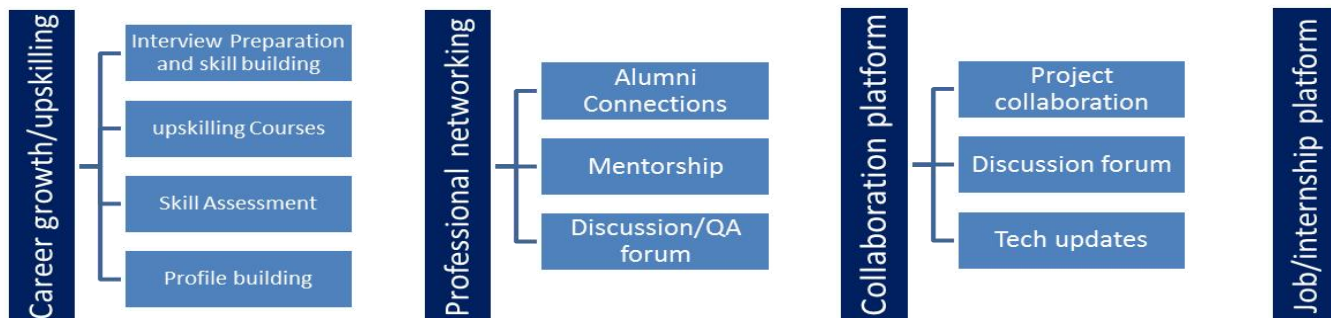 Career growth/upskilling
Interview Preparation
and skill building
upskilling Courses
Skill Assessment
Profile building
Professional networking
Alumni
Connections
Mentorship
Discussion/QA
forum
Collaboration platform
Project
collaboration
Discussion forum
Tech updates
Job/internship platform